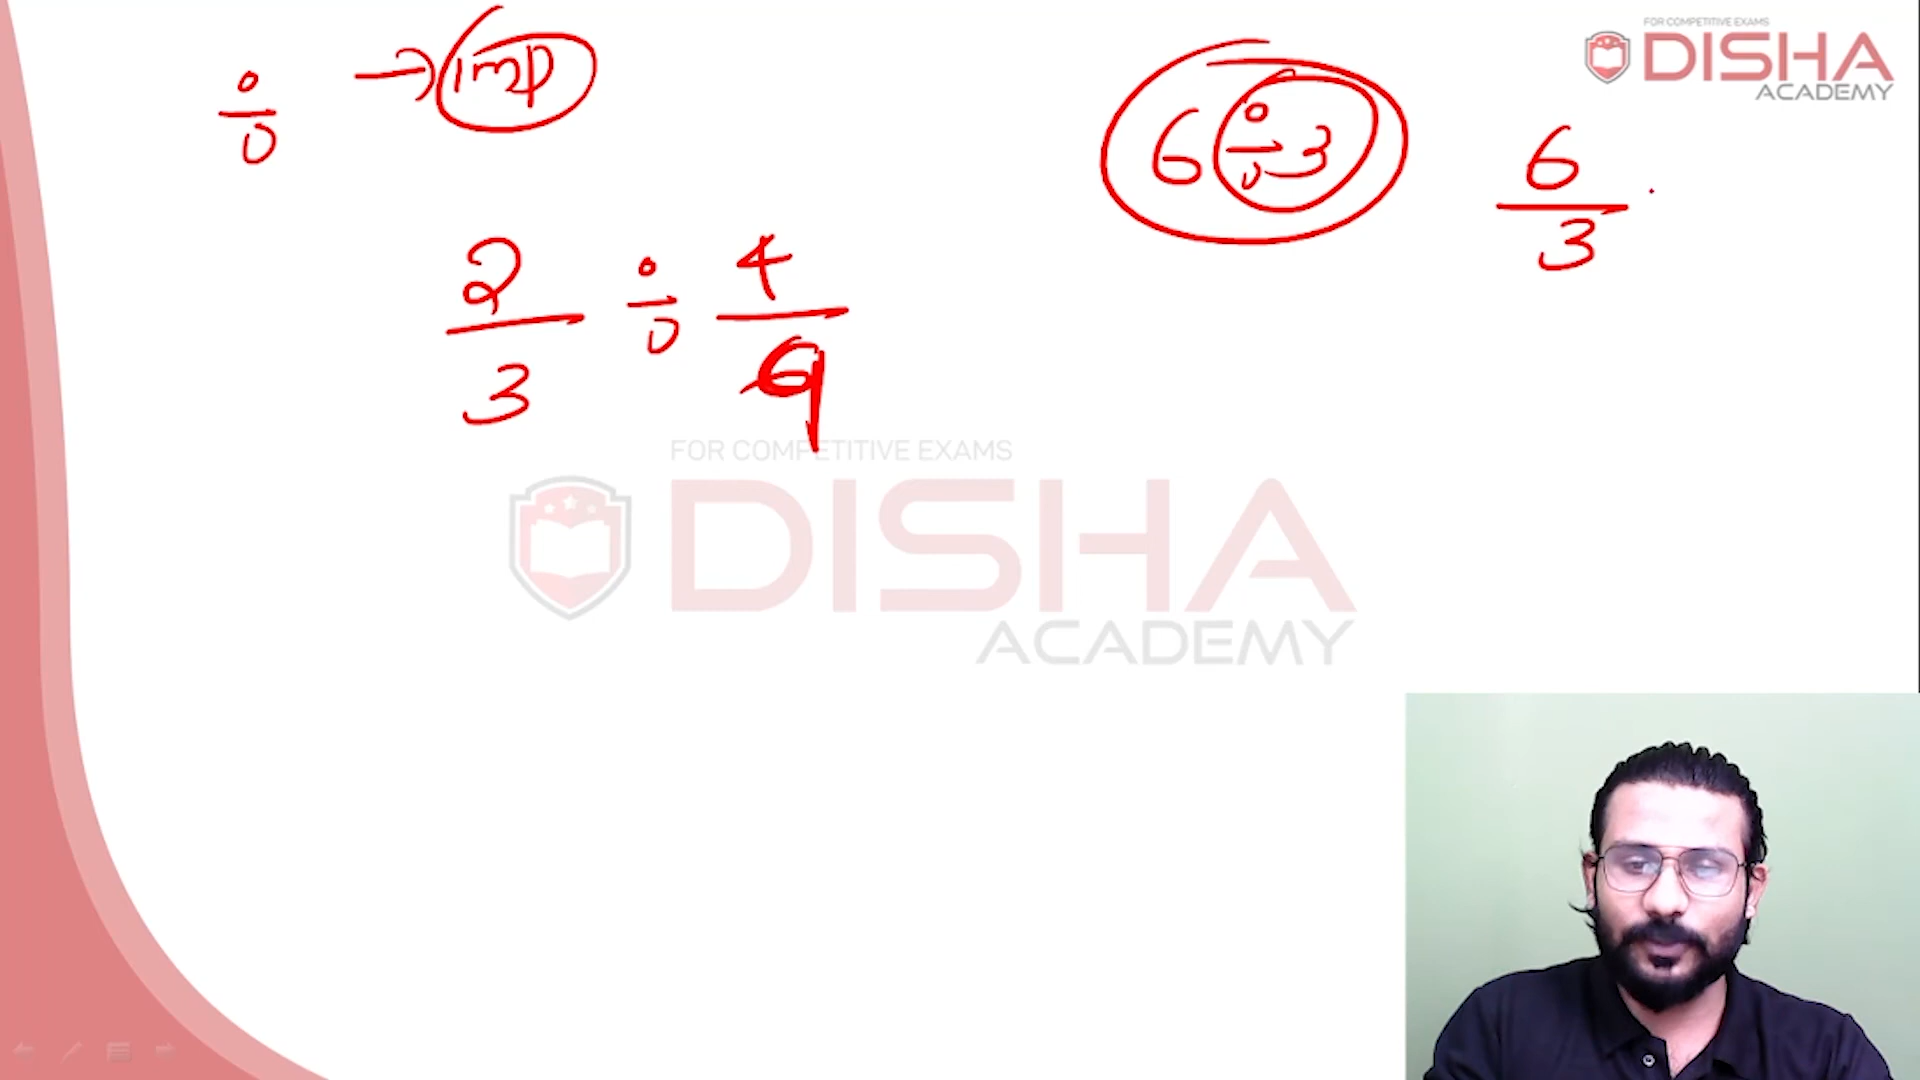 ÷ → imp
6 ÷ 3
6
3
2/3 ÷ 4/9
FOR COMPETITIVE EXAMS
DISHA
ACADEMY
FOR COMPETITIVE EXAMS
DISHA
ACADEMY